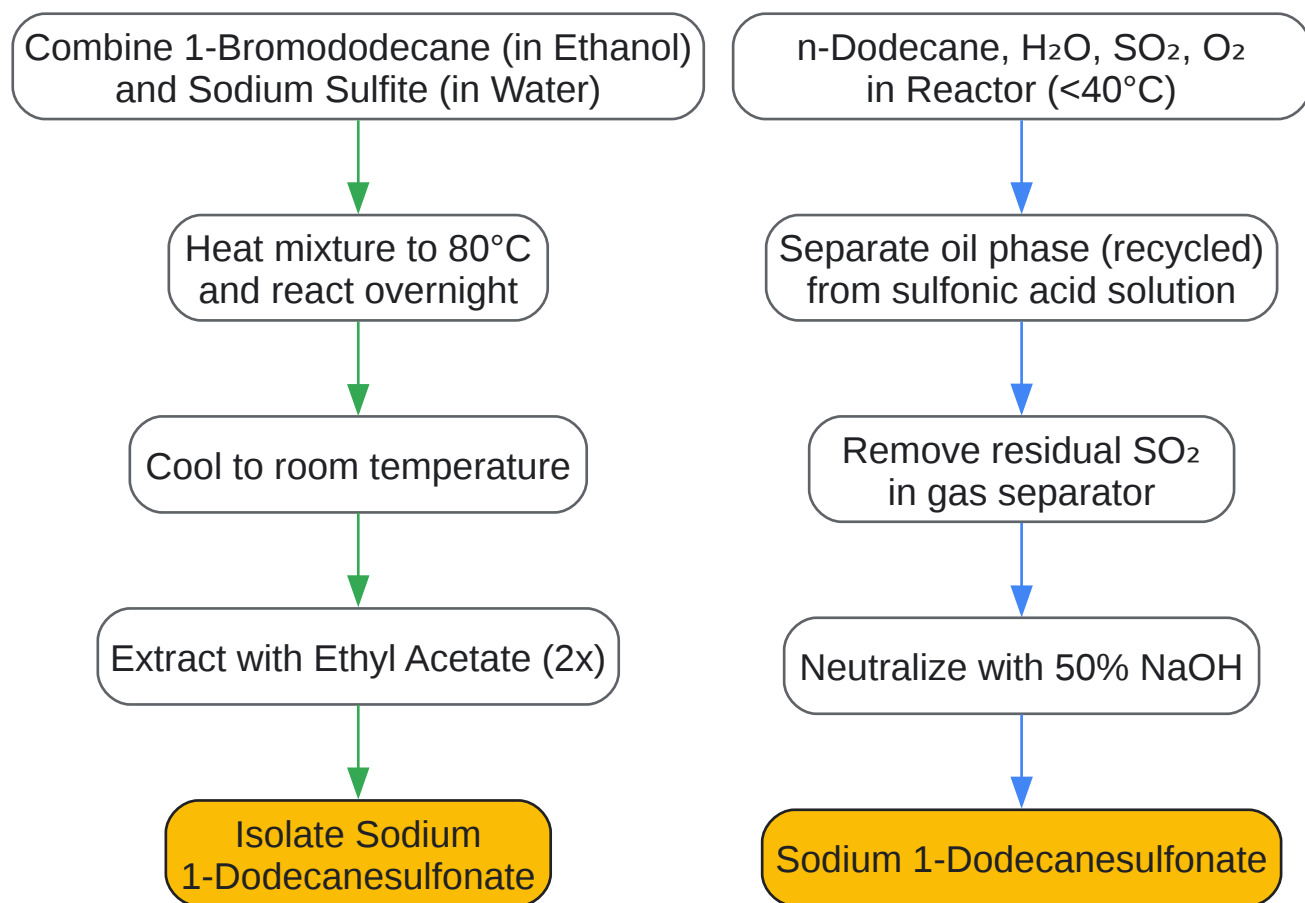 Combine 1-Bromododecane (in Ethanol)
and Sodium Sulfite (in Water)
Heat mixture to 80°C
and react overnight
Cool to room temperature
Extract with Ethyl Acetate (2x)
Isolate Sodium
1-Dodecanesulfonate
n-Dodecane, H₂O, SO₂, O₂
in Reactor (<40°C)
Separate oil phase (recycled)
from sulfonic acid solution
Remove residual SO₂
in gas separator
Neutralize with 50% NaOH
Sodium 1-Dodecanesulfonate